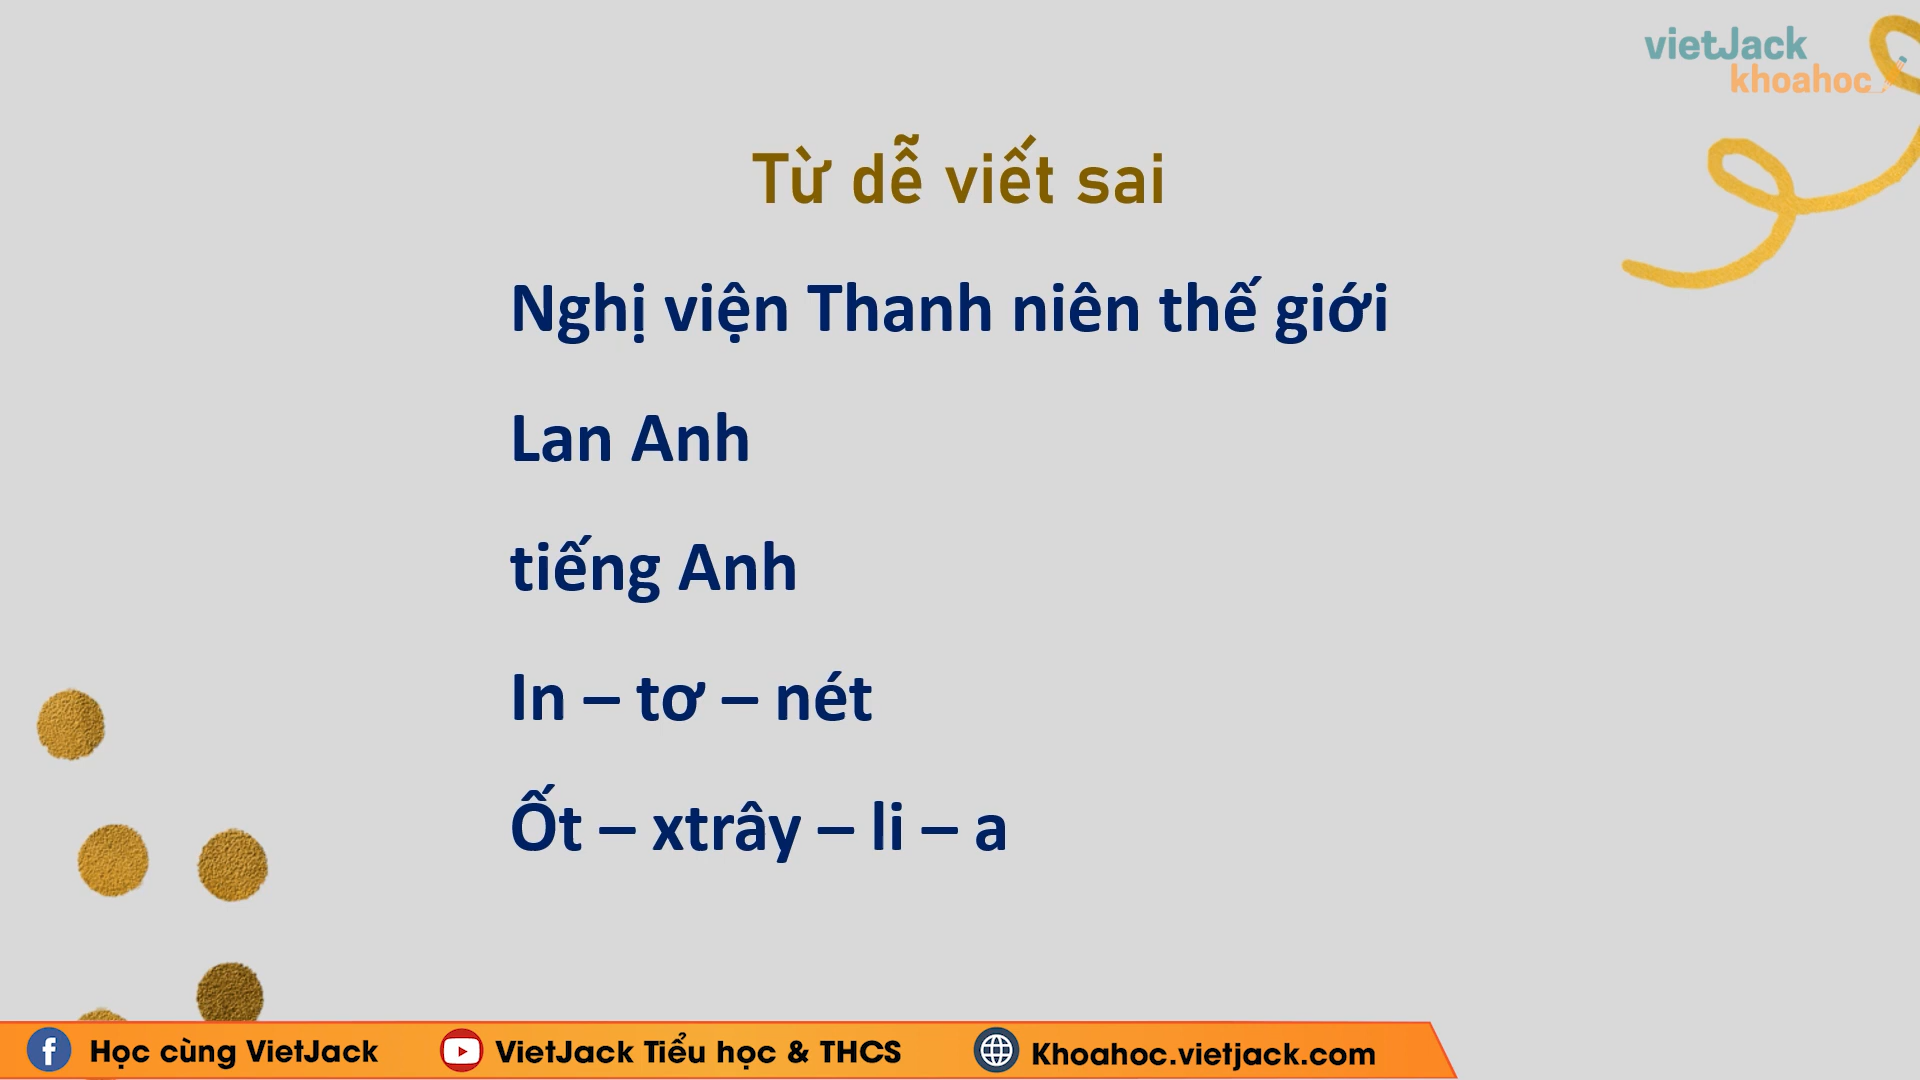 vietJack
khoahoc
Từ dễ viết sai
Nghị viện Thanh niên thế giới
Lan Anh
tiếng Anh
In – tơ – nét
Ốt – xtrây – li – a
Học cùng VietJack
VietJack Tiểu học & THCS
Khoahoc.vietjack.com